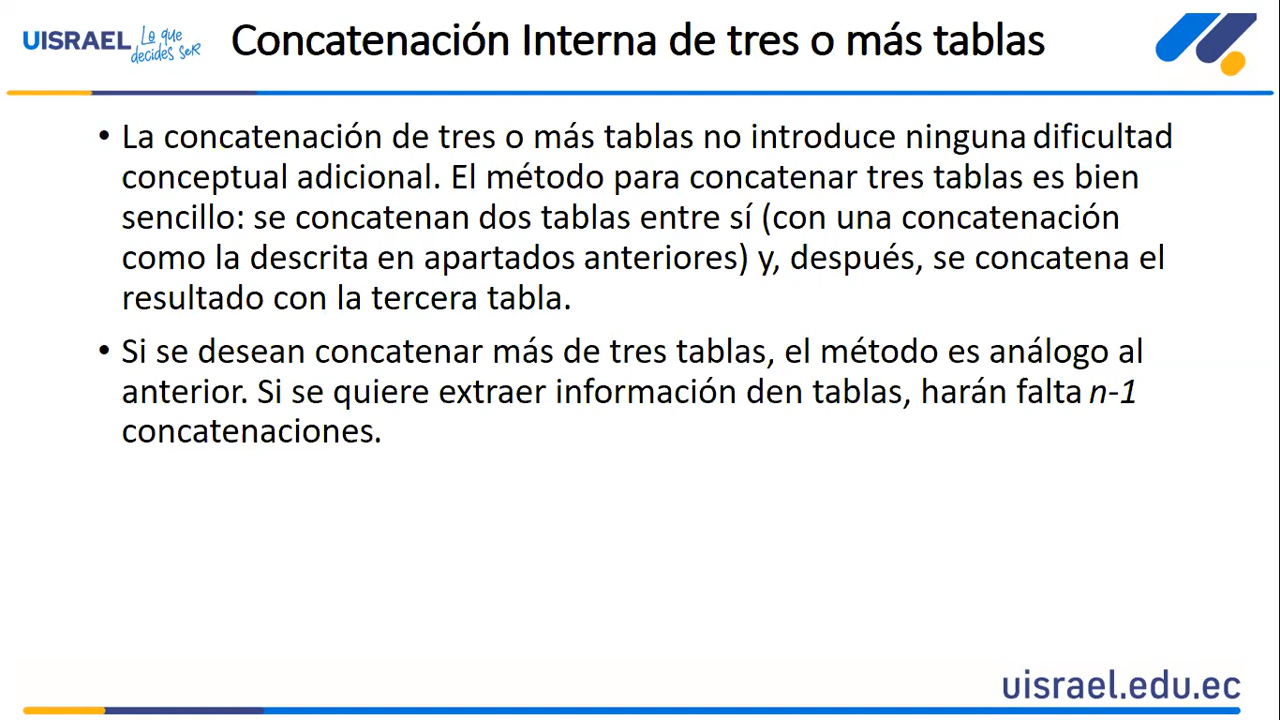 UISRAEL Lo que decides seR
Concatenación Interna de tres o más tablas
• La concatenación de tres o más tablas no introduce ninguna dificultad
conceptual adicional. El método para concatenar tres tablas es bien
sencillo: se concatenan dos tablas entre sí (con una concatenación
como la descrita en apartados anteriores) y, después, se concatena el
resultado con la tercera tabla.
• Si se desean concatenar más de tres tablas, el método es análogo al
anterior. Si se quiere extraer información den tablas, harán falta n-1
concatenaciones.
uisrael.edu.ec